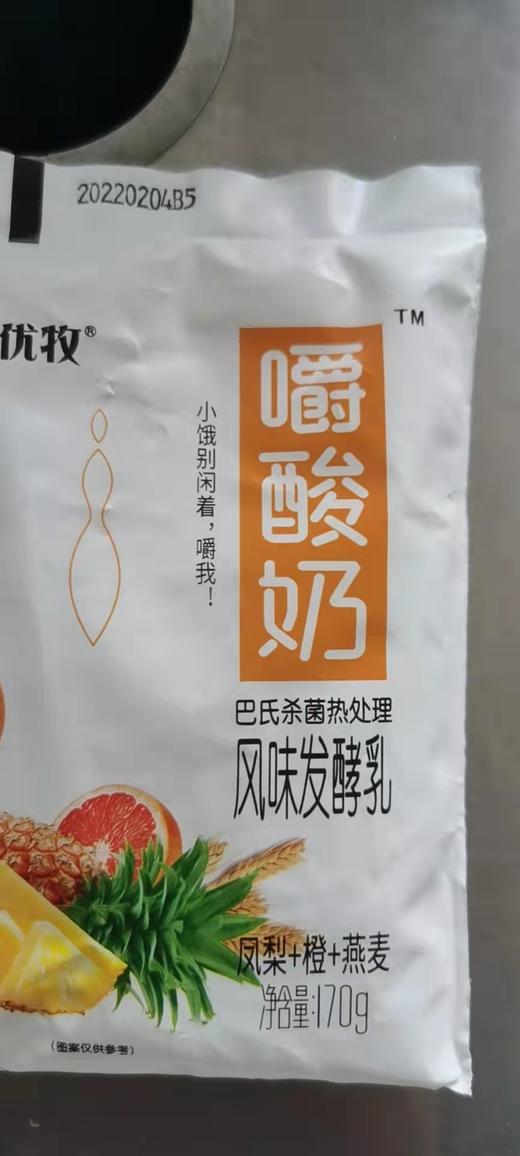 20220204B5
优牧®
TM
嚼酸奶
小饿别闲着，嚼我！
巴氏杀菌热处理
风味发酵乳
凤梨+橙+燕麦
净含量:170g
(图案仅供参考)